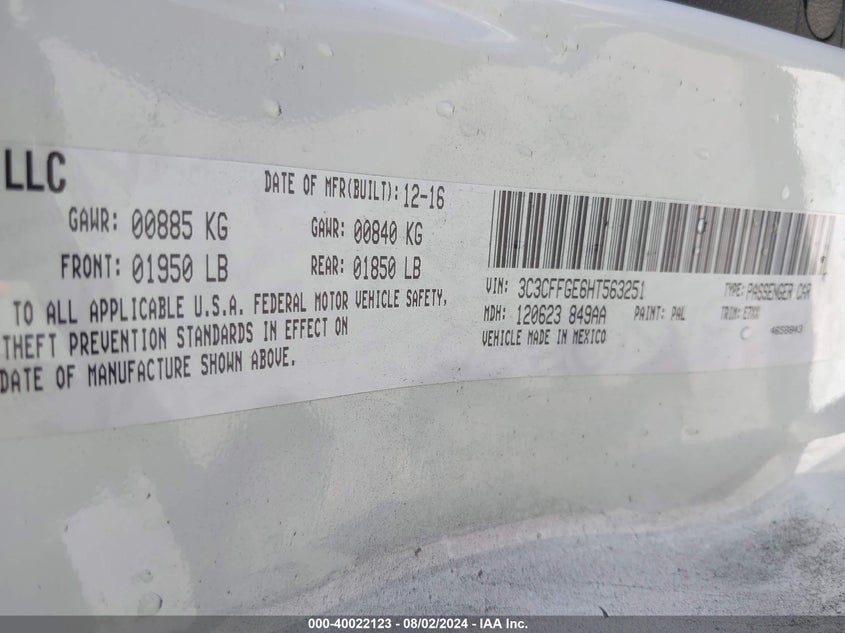 LLC
DATE OF MFR(BUILT): 12-16
GAWR: 00885 KG GAWR: 00840 KG
FRONT: 01950 LB REAR: 01850 LB
TO ALL APPLICABLE U.S.A. FEDERAL MOTOR VEHICLE SAFETY,
THEFT PREVENTION STANDARDS IN EFFECT ON
DATE OF MANUFACTURE SHOWN ABOVE.
VIN: 3C3CFFGE6HT563251 TYPE: PASSENGER CAR
MDH: 120623 849AA PAINT: PAL TRIM: E7XX
VEHICLE MADE IN MEXICO 4658843
000-40022123 - 08/02/2024 - IAA Inc.